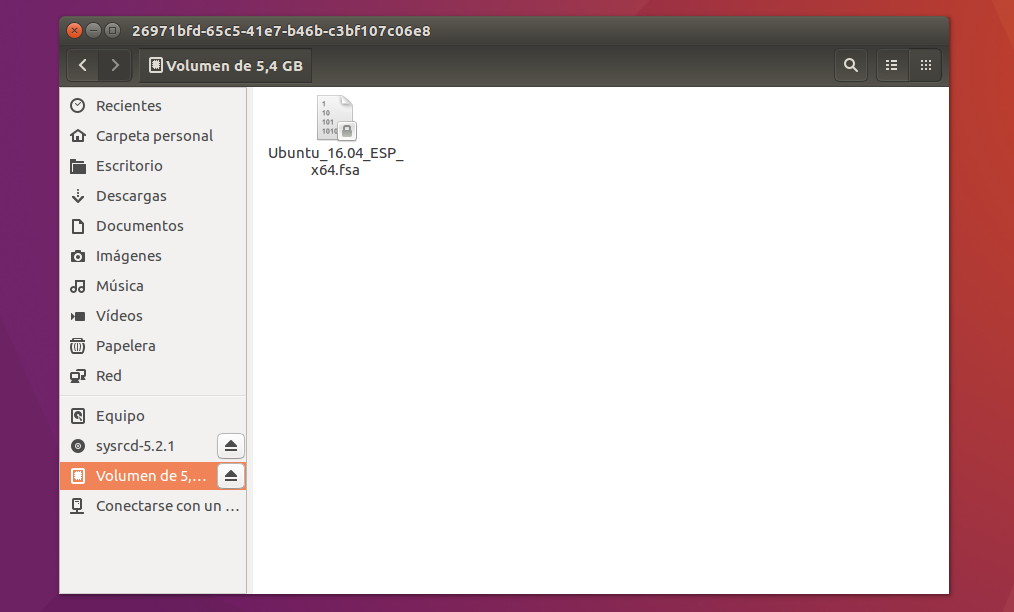 26971bfd-65c5-41e7-b46b-c3bf107c06e8
Volumen de 5,4 GB
Recientes
Carpeta personal
Escritorio
Descargas
Documentos
Imágenes
Música
Vídeos
Papelera
Red
Equipo
sysrcd-5.2.1
Volumen de 5,...
Conectarse con un ...
1
10
101
1010
Ubuntu_16.04_ESP_
x64.fsa